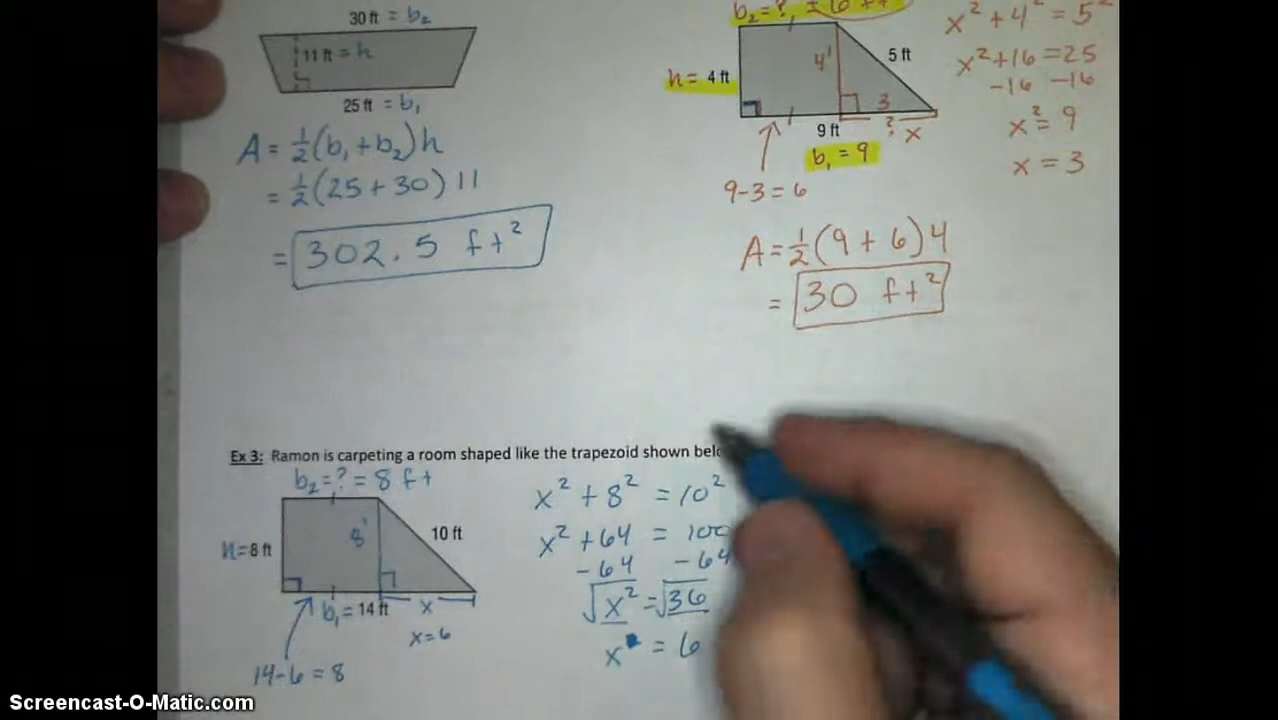 30 ft = b₂
11 ft = h
25 ft = b₁
A = ½(b₁ + b₂)h
= ½(25 + 30) 11
= 302.5 ft²
b₂ = ? = 6 ft
h = 4 ft
4'
5 ft
3
9 ft
?
x
b₁ = 9
9-3 = 6
x² + 4² = 5²
x² + 16 = 25
-16 -16
x² = 9
x = 3
A = ½(9 + 6)4
= 30 ft²
Ex 3: Ramon is carpeting a room shaped like the trapezoid shown
b₂ = ? = 8 ft
h = 8 ft
8'
10 ft
b₁ = 14 ft
x
x = 6
14-6 = 8
x² + 8² = 10²
x² + 64 = 100
-64 -64
√x² = √36
x = 6
Screencast-O-Matic.com